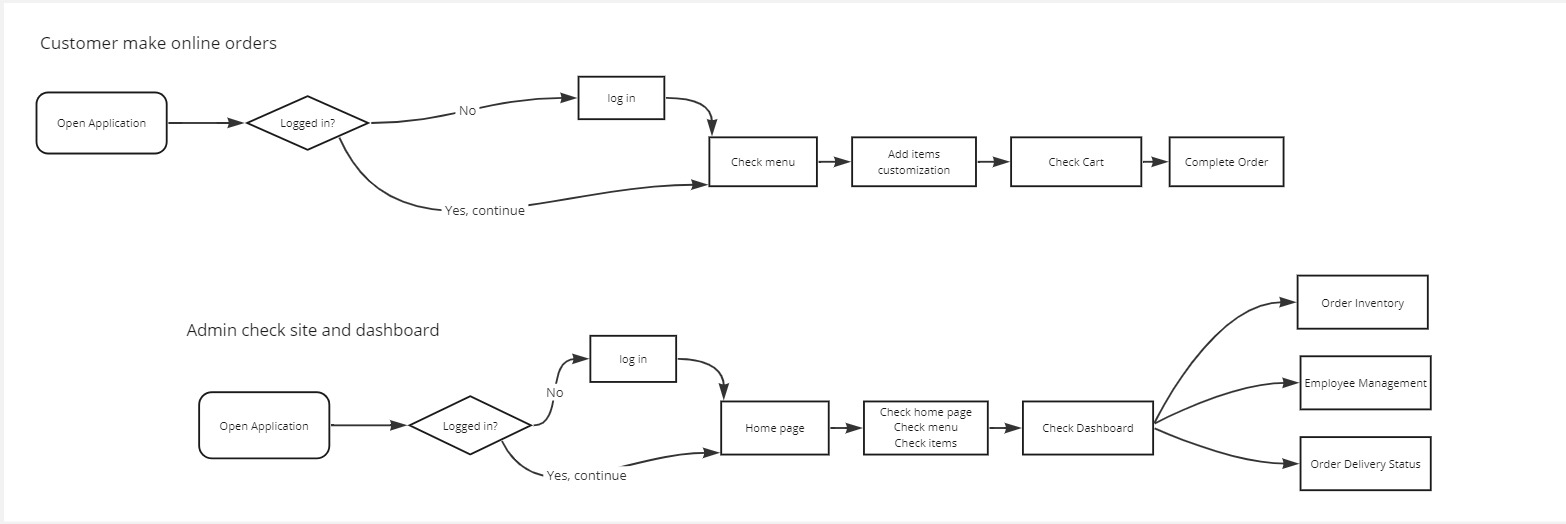 Customer make online orders
Open Application
Logged in?
No
log in
Yes, continue
Check menu
Add items
customization
Check Cart
Complete Order
Admin check site and dashboard
Open Application
Logged in?
No
log in
Yes, continue
Home page
Check home page
Check menu
Check items
Check Dashboard
Order Inventory
Employee Management
Order Delivery Status